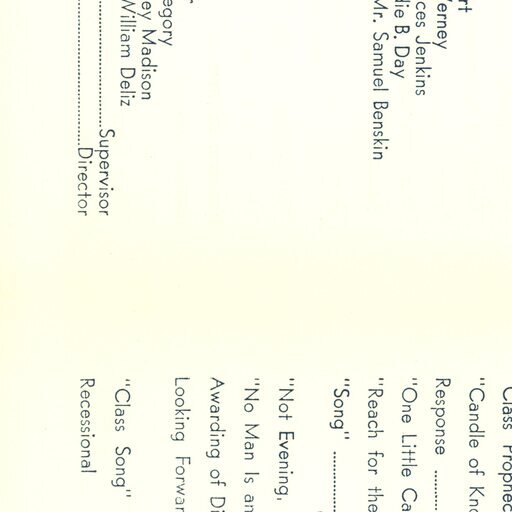 rt
erney
ces Jenkins
die B. Day
Mr. Samuel Benskin
egory
ey Madison
William Deliz
..............................Supervisor
..............................Director
Class Prophec
"Candle of Kno
Response ........
"One Little Ca
"Reach for the
"Song" ............
"Not Evening,
"No Man Is an
Awarding of Di
Looking Forwar
"Class Song"
Recessional